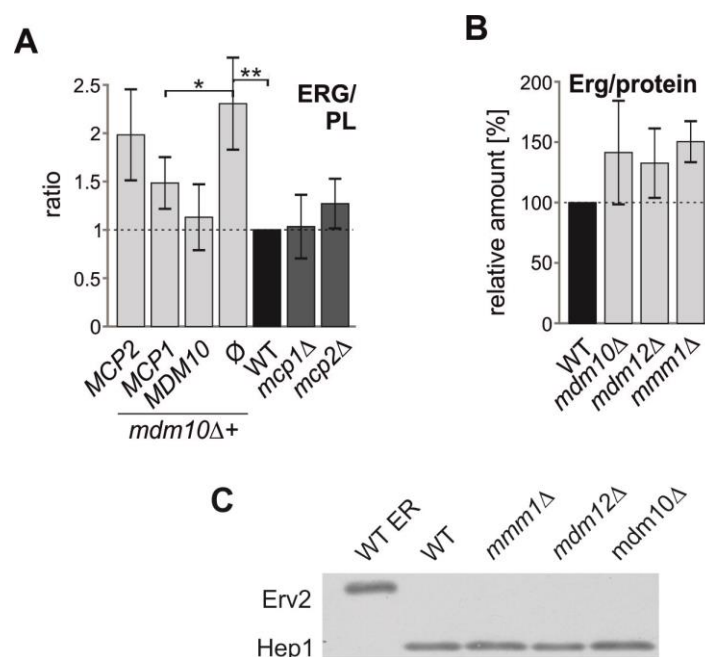 A
2.5
2
1.5
1
0.5
0
ratio
*
**
ERG/
PL
MCP2
MCP1
MDM10
Ø
WT
mcp1Δ
mcp2Δ
mdm10Δ+
B
200
150
100
50
0
relative amount [%]
Erg/protein
WT
mdm10Δ
mdm12Δ
mmm1Δ
C
WT ER
WT
mmm1Δ
mdm12Δ
mdm10Δ
Erv2
Hep1